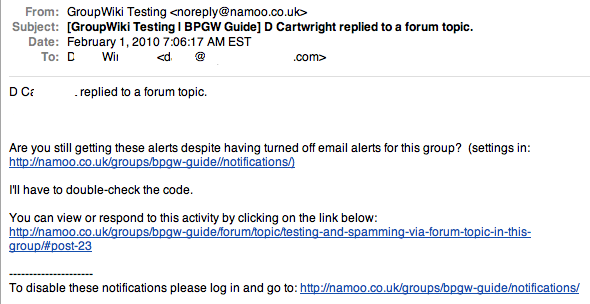 From: GroupWiki Testing <noreply@namoo.co.uk>
Subject: [GroupWiki Testing | BPGW Guide] D Cartwright replied to a forum topic.
Date: February 1, 2010 7:06:17 AM EST
To: D Wi <d @ .com>
D Ca . replied to a forum topic.
Are you still getting these alerts despite having turned off email alerts for this group? (settings in:
http://namoo.co.uk/groups/bpgw-guide//notifications/)
I'll have to double-check the code.
You can view or respond to this activity by clicking on the link below:
http://namoo.co.uk/groups/bpgw-guide/forum/topic/testing-and-spamming-via-forum-topic-in-this-
group/#post-23
---------------------
To disable these notifications please log in and go to: http://namoo.co.uk/groups/bpgw-guide/notifications/